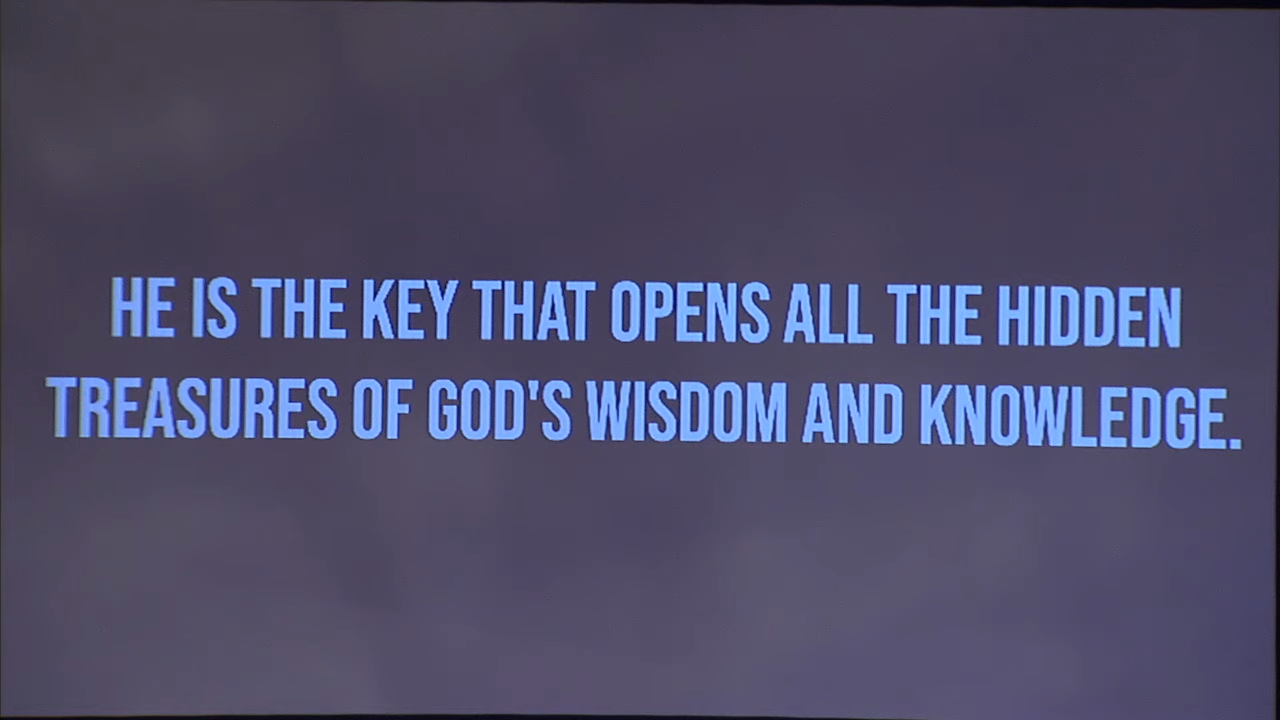 HE IS THE KEY THAT OPENS ALL THE HIDDEN
TREASURES OF GOD'S WISDOM AND KNOWLEDGE.